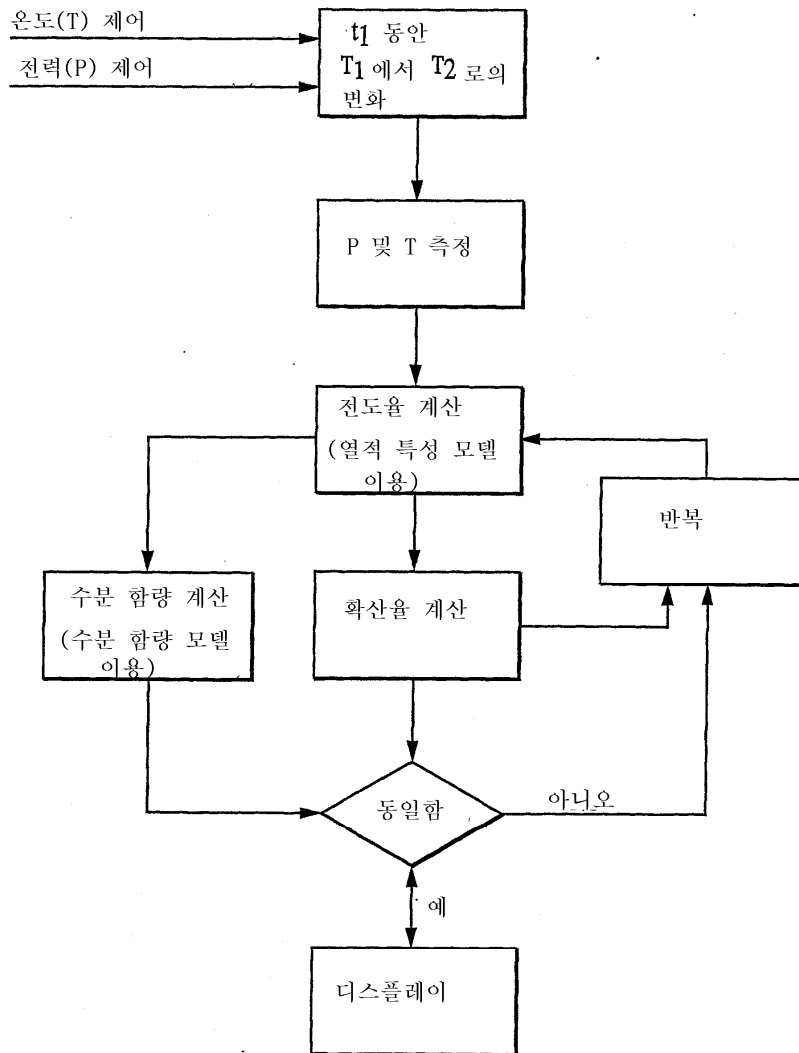 온도(T) 제어
전력(P) 제어
t1 동안
T1 에서 T2 로의
변화
P 및 T 측정
전도율 계산
(열적 특성 모델
이용)
반복
수분 함량 계산
(수분 함량 모델
이용)
확산율 계산
동일함
아니오
예
디스플레이